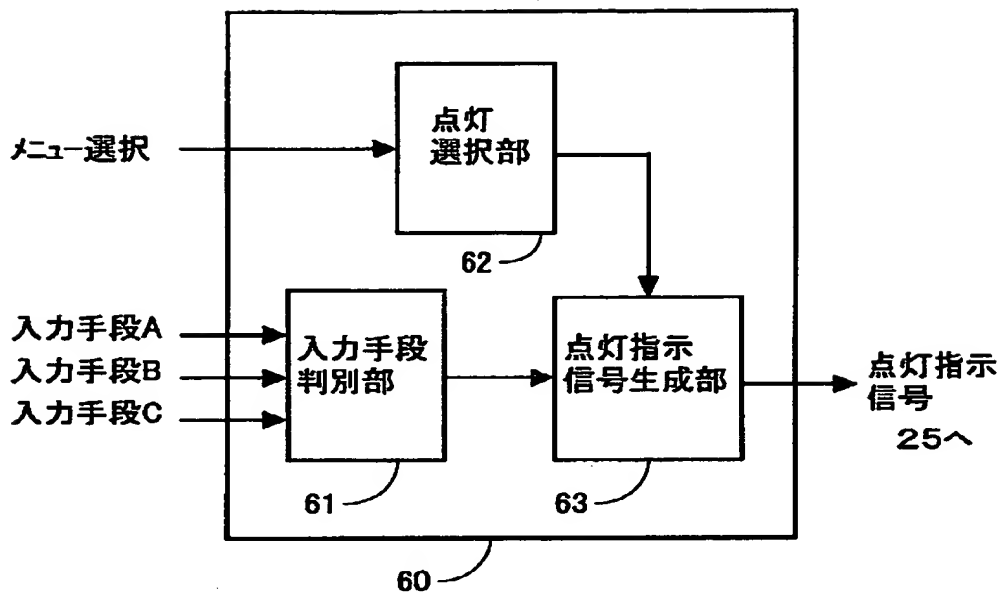 点灯
選択部
メニュー選択
62
入力手段A
入力手段B
入力手段C
入力手段
判別部
点灯指示
信号生成部
点灯指示
信号
25へ
61
63
60